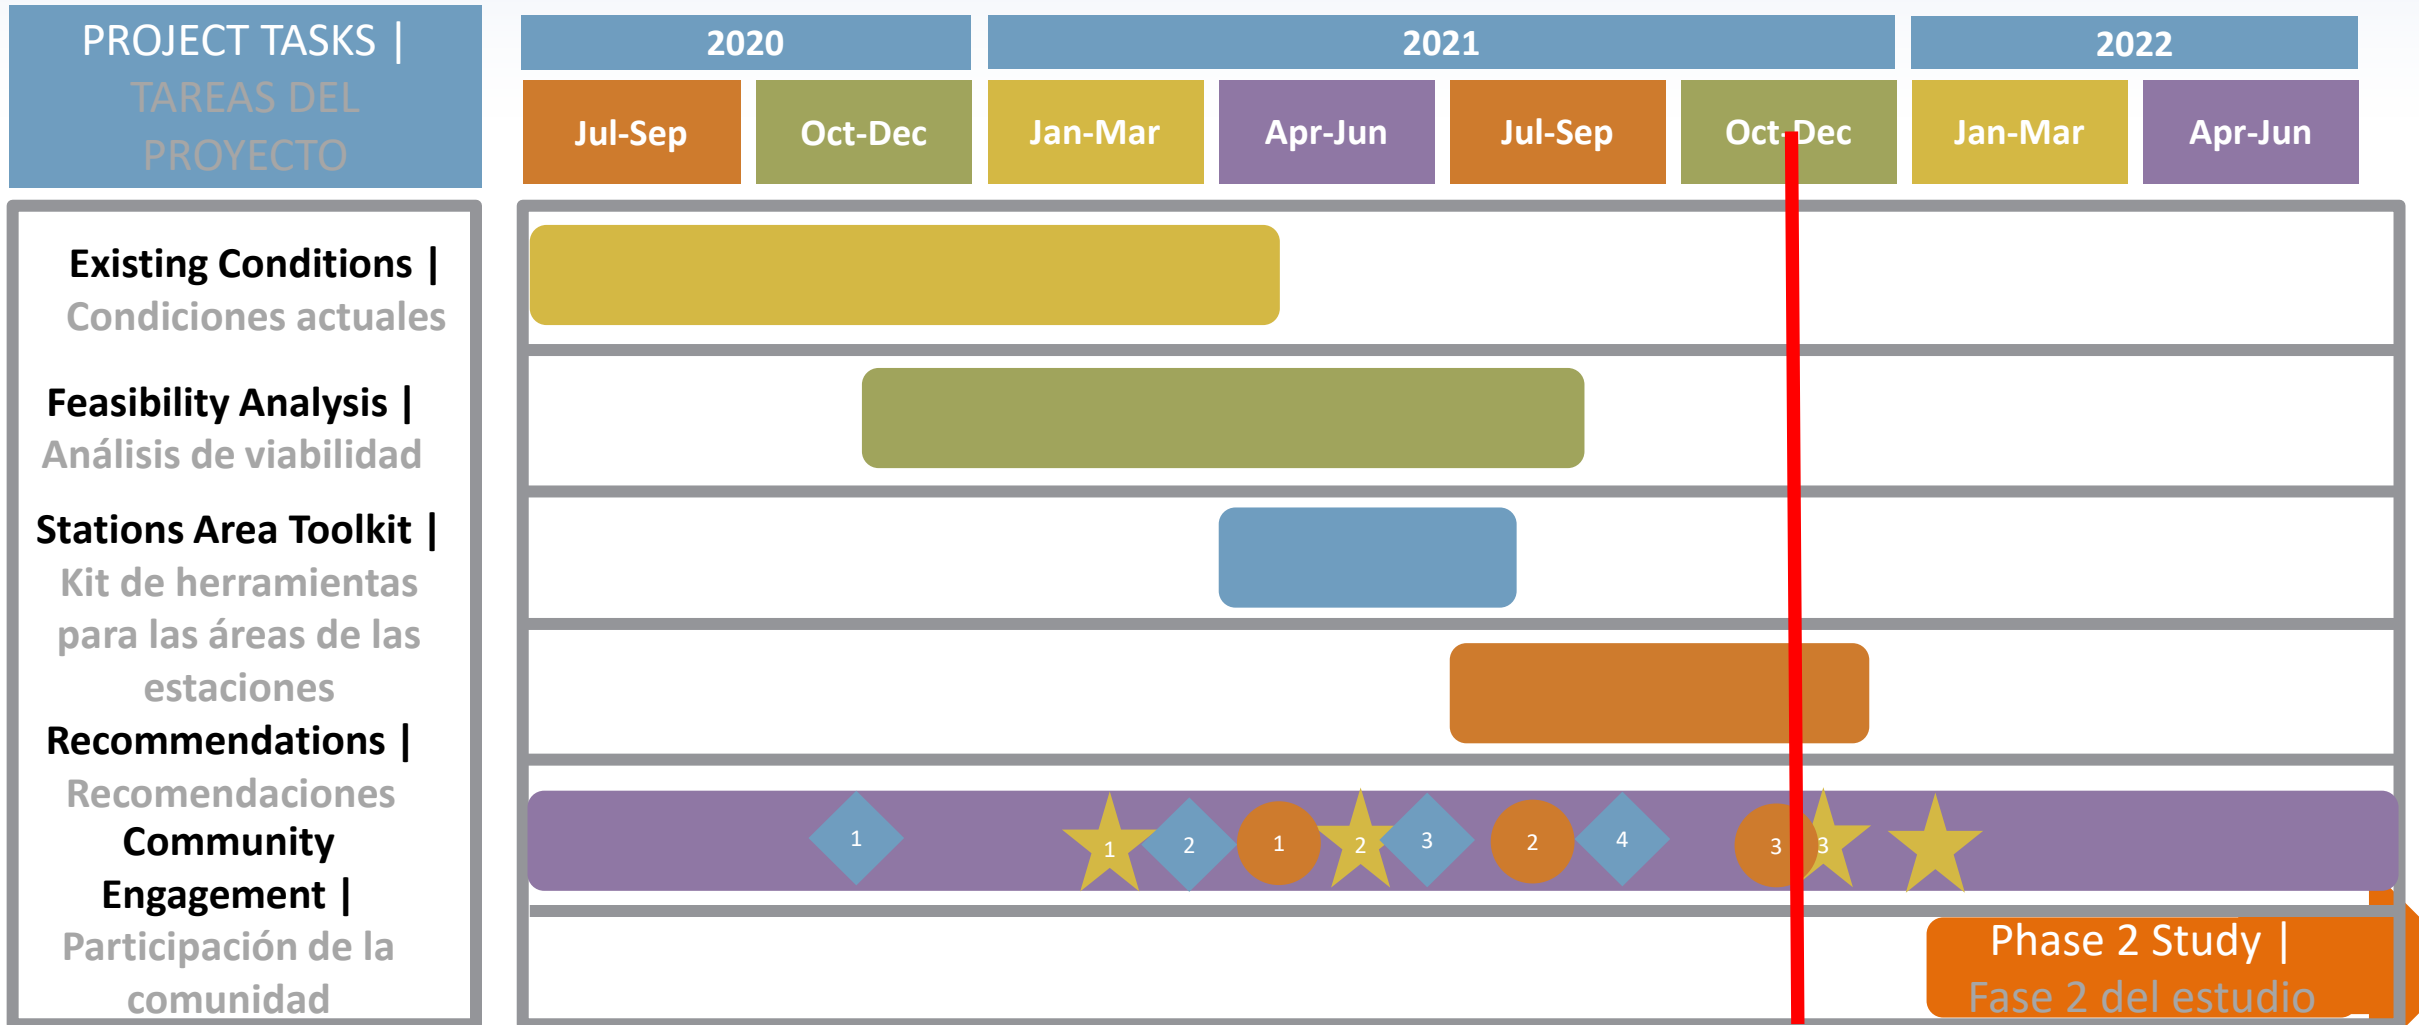 PROJECT TASKS |
TAREAS DEL
PROYECTO
2020
2021
2022
Jul-Sep
Oct-Dec
Jan-Mar
Apr-Jun
Jul-Sep
Oct-Dec
Jan-Mar
Apr-Jun
Existing Conditions |
Condiciones actuales
Feasibility Analysis |
Análisis de viabilidad
Stations Area Toolkit |
Kit de herramientas
para las áreas de las
estaciones
Recommendations |
Recomendaciones
Community
Engagement |
Participación de la
comunidad
1
1
2
1
2
3
2
4
3
3
Phase 2 Study |
Fase 2 del estudio